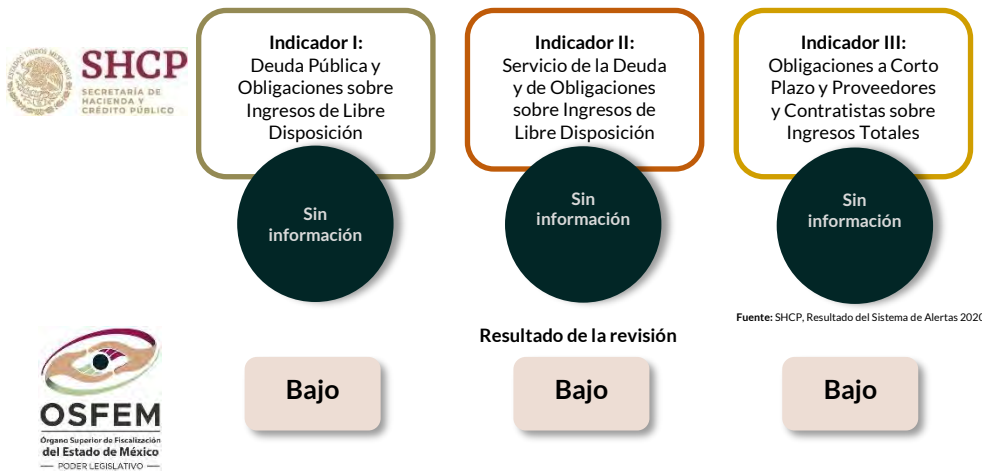 ESTADOS UNIDOS MEXICANOS
SHCP
SECRETARÍA DE
HACIENDA Y
CRÉDITO PÚBLICO
Indicador I:
Deuda Pública y
Obligaciones sobre
Ingresos de Libre
Disposición
Sin
información
Indicador II:
Servicio de la Deuda
y de Obligaciones
sobre Ingresos de
Libre Disposición
Sin
información
Indicador III:
Obligaciones a Corto
Plazo y Proveedores
y Contratistas sobre
Ingresos Totales
Sin
información
Fuente: SHCP, Resultado del Sistema de Alertas 2020
Resultado de la revisión
OSFEM
Órgano Superior de Fiscalización
del Estado de México
PODER LEGISLATIVO
Bajo
Bajo
Bajo